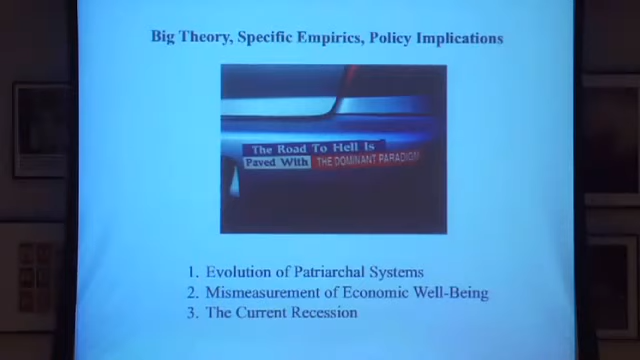 Big Theory, Specific Empirics, Policy Implications
The Road To Hell Is
Paved With THE DOMINANT PARADIGM
1. Evolution of Patriarchal Systems
2. Mismeasurement of Economic Well-Being
3. The Current Recession